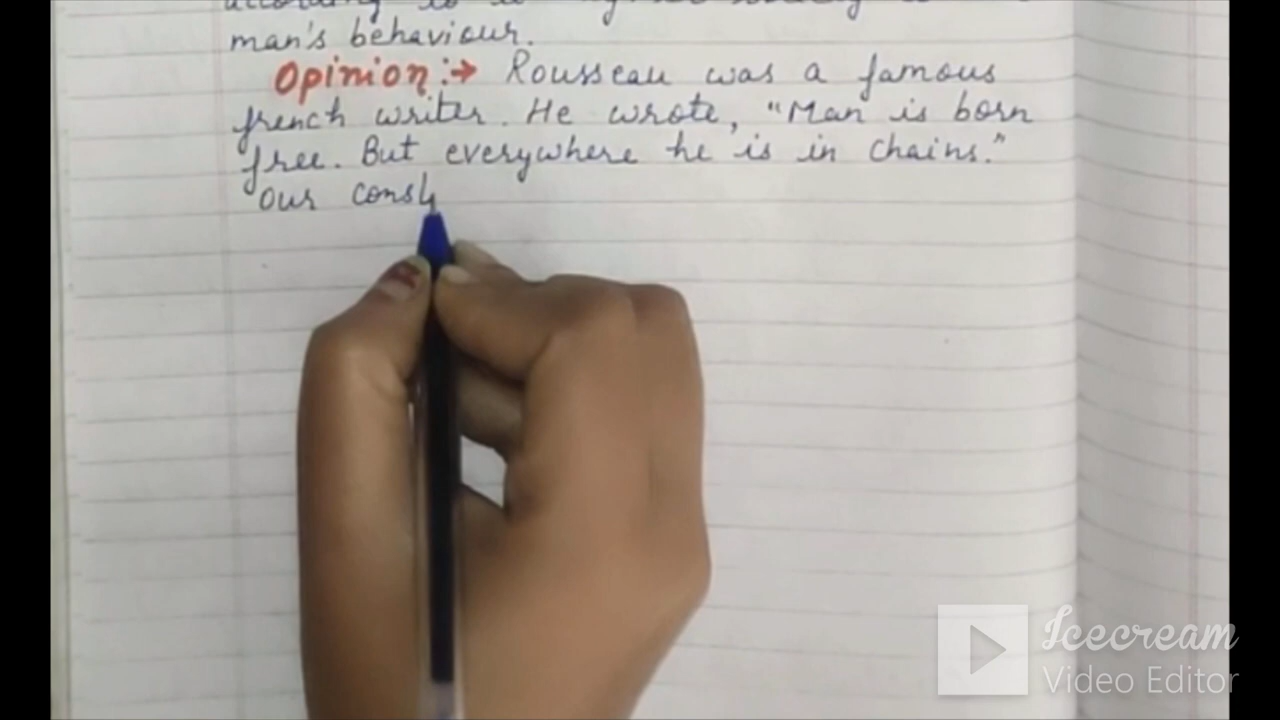 man's behaviour.
Opinion :→ Rousseau was a famous
french writer. He wrote, "Man is born
free. But everywhere he is in chains."
Our const
Icecream
Video Editor